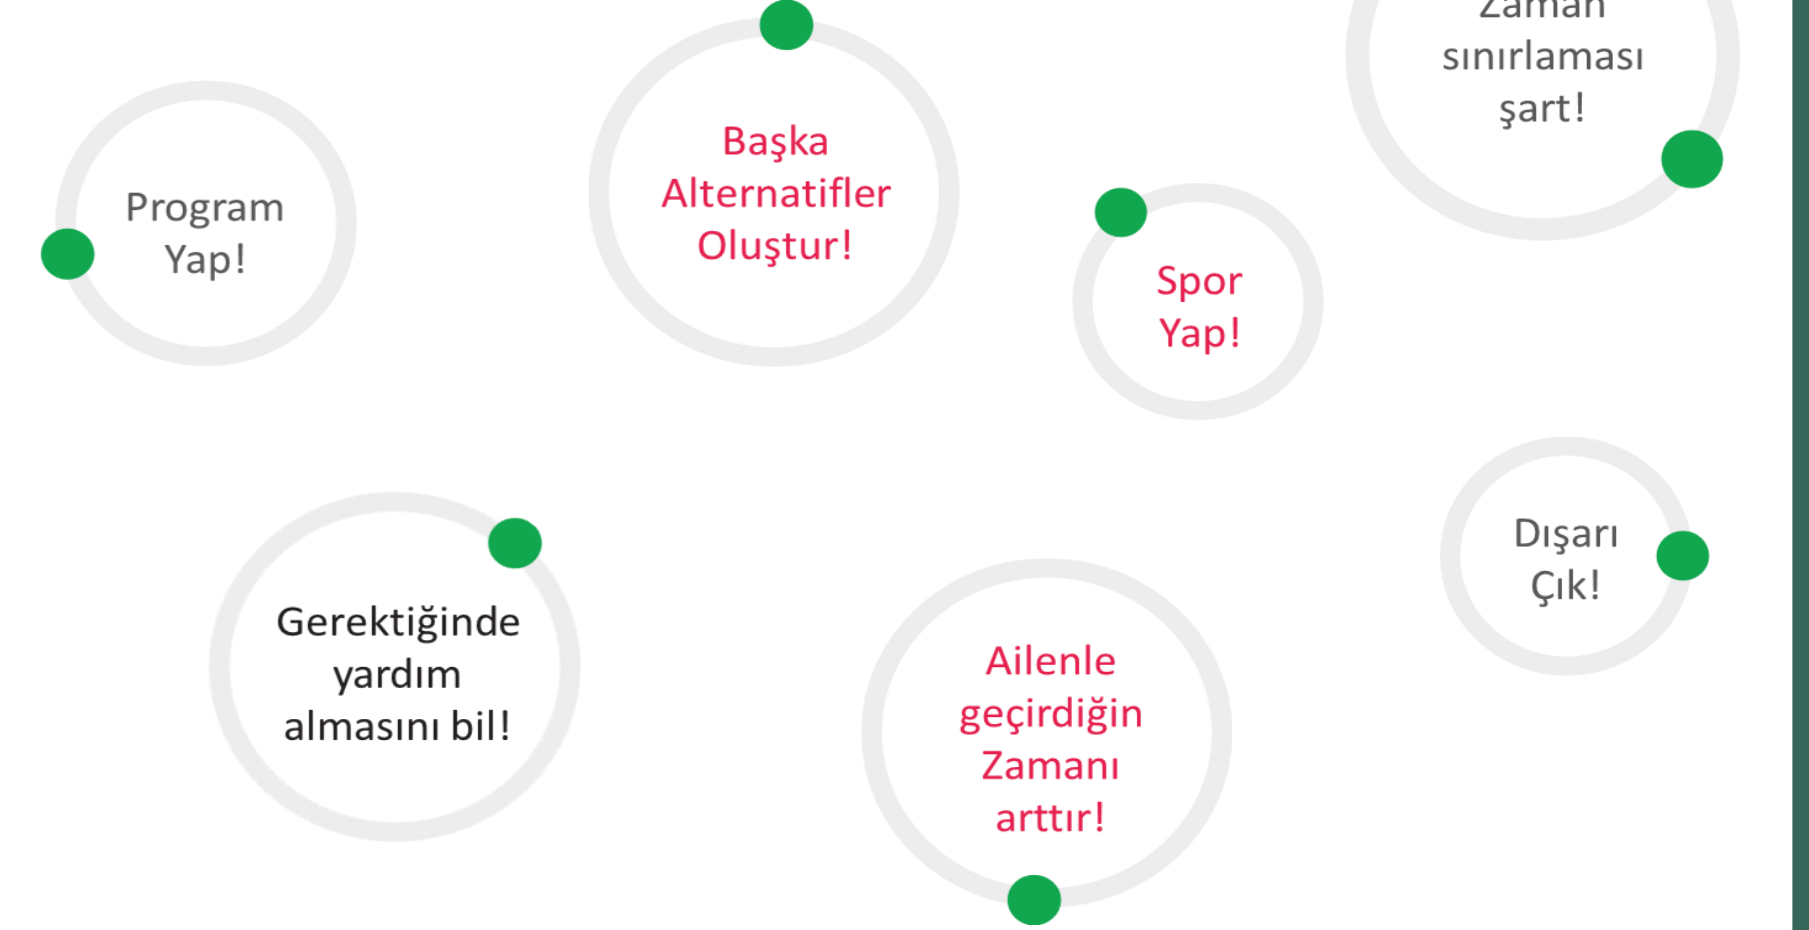 Zaman
sınırlaması
şart!
Başka
Alternatifler
Oluştur!
Program
Yap!
Spor
Yap!
Dışarı
Çık!
Gerektiğinde
yardım
almasını bil!
Ailenle
geçirdiğin
Zamanı
arttır!